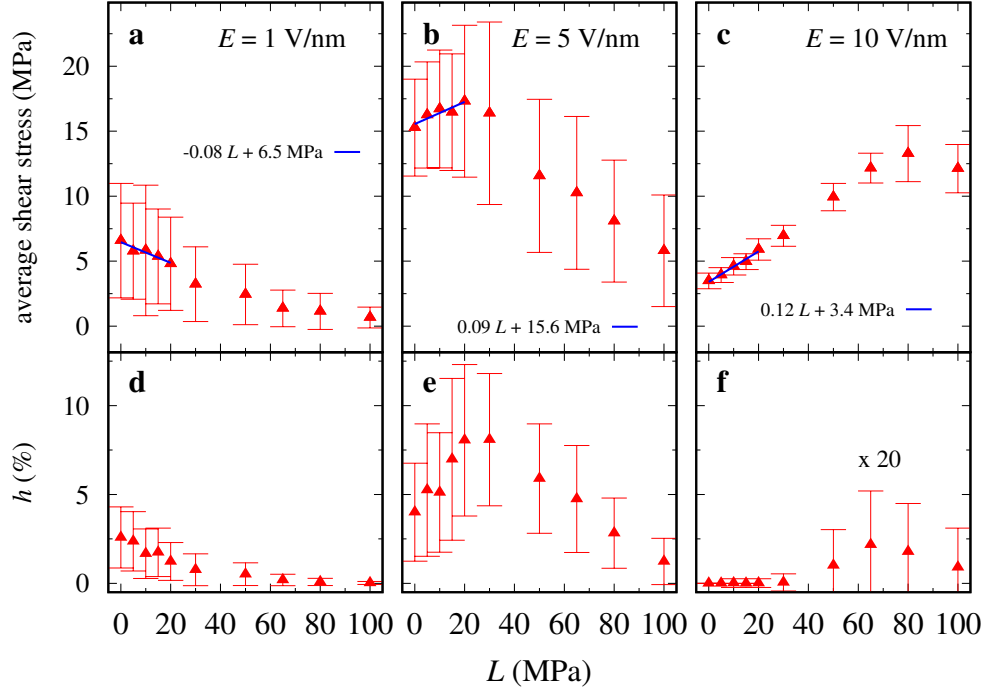 a
E = 1 V/nm
b
E = 5 V/nm
c
E = 10 V/nm
average shear stress (MPa)
20
15
10
5
0
-0.08 L + 6.5 MPa
0.09 L + 15.6 MPa
0.12 L + 3.4 MPa
d
e
f
h (%)
10
5
0
x 20
0 20 40 60 80 100
0 20 40 60 80 100
0 20 40 60 80 100
L (MPa)